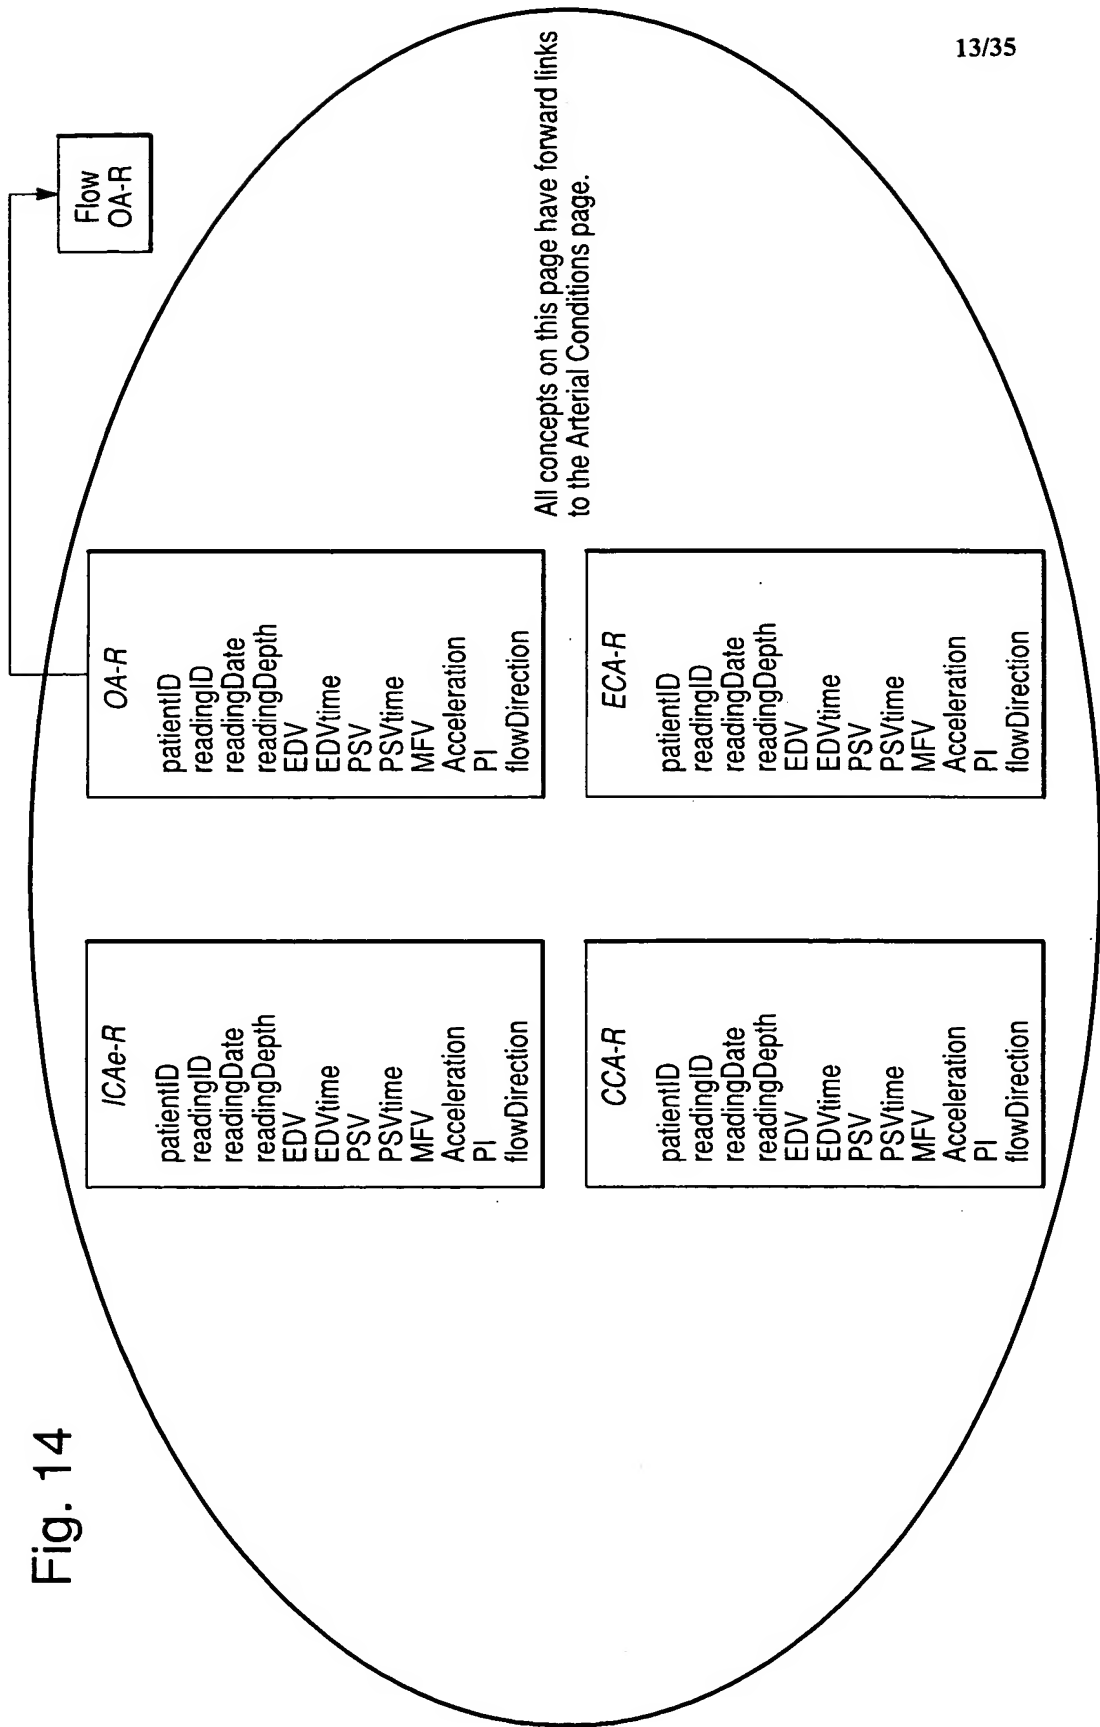 13/35
Fig. 14
Flow
OA-R
ICAe-R
patientID
readingID
readingDate
readingDepth
EDV
EDVtime
PSV
PSVtime
MFV
Acceleration
PI
flowDirection
OA-R
patientID
readingID
readingDate
readingDepth
EDV
EDVtime
PSV
PSVtime
MFV
Acceleration
PI
flowDirection
All concepts on this page have forward links
to the Arterial Conditions page.
CCA-R
patientID
readingID
readingDate
readingDepth
EDV
EDVtime
PSV
PSVtime
MFV
Acceleration
PI
flowDirection
ECA-R
patientID
readingID
readingDate
readingDepth
EDV
EDVtime
PSV
PSVtime
MFV
Acceleration
PI
flowDirection